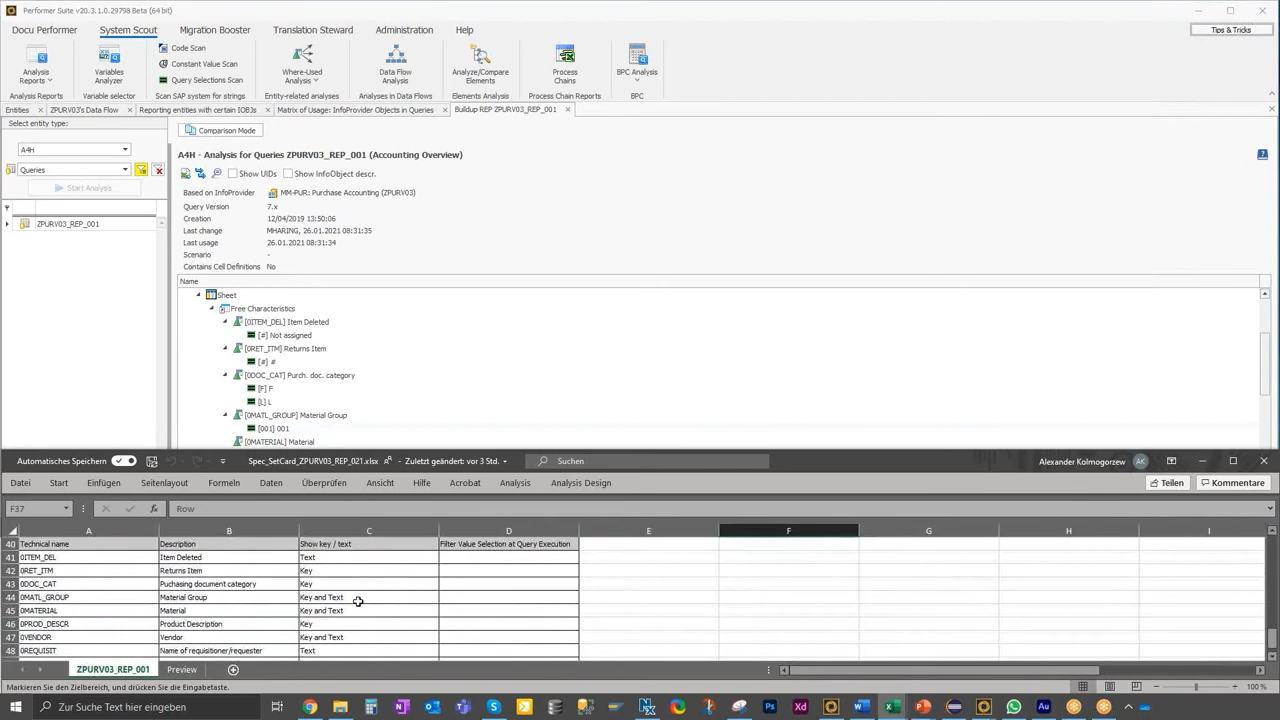 Performer Suite v20.3.1.0.29798 Beta (64 bit)
Docu Performer System Scout Migration Booster Translation Steward Administration Help Tips & Tricks
Analysis Reports
Variables Analyzer
Code Scan
Constant Value Scan
Query Selections Scan
Where-Used Analysis
Data Flow Analysis
Analyze/Compare Elements
Process Chains
BPC Analysis
Analysis Reports Variable selector Scan SAP system for strings Entity-related analyses Analyses in Data Flows Elements Analysis Process Chain Reports BPC
Entities ZPURV03's Data Flow Reporting entities with certain IOBJs Matrix of Usage: InfoProvider Objects in Queries Buildup REP ZPURV03_REP_001
Select entity type:
A4H
Queries
Start Analysis
ZPURV03_REP_001
Comparison Mode
A4H - Analysis for Queries ZPURV03_REP_001 (Accounting Overview)
Show UIDs Show InfoObject descr.
Based on InfoProvider MM-PUR: Purchase Accounting (ZPURV03)
Query Version 7.x
Creation 12/04/2019 13:50:06
Last change MHARING, 26.01.2021 08:31:35
Last usage 26.01.2021 08:31:34
Scenario -
Contains Cell Definitions No
Name
Sheet
Free Characteristics
[0ITEM_DEL] Item Deleted
[#] Not assigned
[0RET_ITM] Returns Item
[#] #
[0DOC_CAT] Purch. doc. category
[F] F
[L] L
[0MATL_GROUP] Material Group
[001] 001
[0MATERIAL] Material
Automatisches Speichern Spec_SetCard_ZPURV03_REP_021.xlsx - Zuletzt geändert: vor 3 Std. Suchen Alexander Kolmogorzew AK
Datei Start Einfügen Seitenlayout Formeln Daten Überprüfen Ansicht Hilfe Acrobat Analysis Analysis Design Teilen Kommentare
F37 Row
A B C D E F G H I
40 Technical name Description Show key / text Filter Value Selection at Query Execution
41 0ITEM_DEL Item Deleted Text
42 0RET_ITM Returns Item Key
43 0DOC_CAT Puchasing document category Key
44 0MATL_GROUP Material Group Key and Text
45 0MATERIAL Material Key and Text
46 0PROD_DESCR Product Description Key
47 0VENDOR Vendor Key and Text
48 0REQUISIT Name of requisitioner/requester Text
ZPURV03_REP_001 Preview
Markieren Sie den Zielbereich, und drücken Sie die Eingabetaste. 100 %
Zur Suche Text hier eingeben